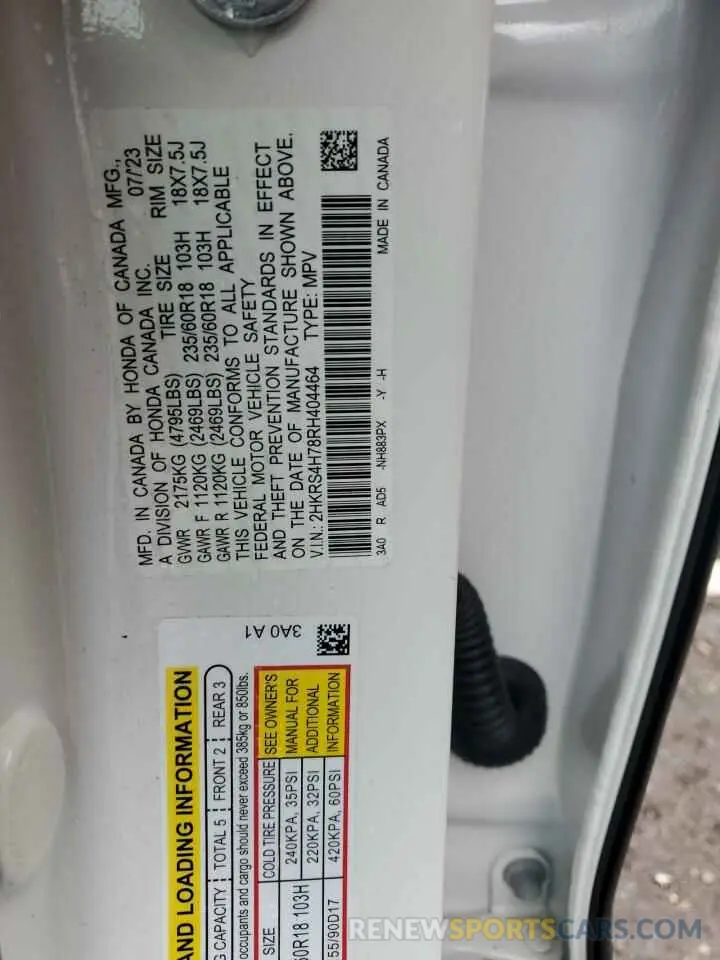 MFD. IN CANADA BY HONDA OF CANADA MFG.,
A DIVISION OF HONDA CANADA INC. 07/'23
GVWR 2175KG (4795LBS) TIRE SIZE RIM SIZE
GAWR F 1120KG (2469LBS) 235/60R18 103H 18X7.5J
GAWR R 1120KG (2469LBS) 235/60R18 103H 18X7.5J
THIS VEHICLE CONFORMS TO ALL APPLICABLE
FEDERAL MOTOR VEHICLE SAFETY
AND THEFT PREVENTION STANDARDS IN EFFECT
ON THE DATE OF MANUFACTURE SHOWN ABOVE.
V.I.N.: 2HKRS4H78RH404464 TYPE: MPV
3A0 R AD5 -NH883PX -Y -H MADE IN CANADA
3A0 A1
AND LOADING INFORMATION
G CAPACITY TOTAL 5 FRONT 2 REAR 3
occupants and cargo should never exceed 385kg or 850lbs.
SIZE COLD TIRE PRESSURE SEE OWNER'S
60R18 103H 240KPA, 35PSI MANUAL FOR
220KPA, 32PSI ADDITIONAL
55/90D17 420KPA, 60PSI INFORMATION
RENEWSPORTSCARS.COM